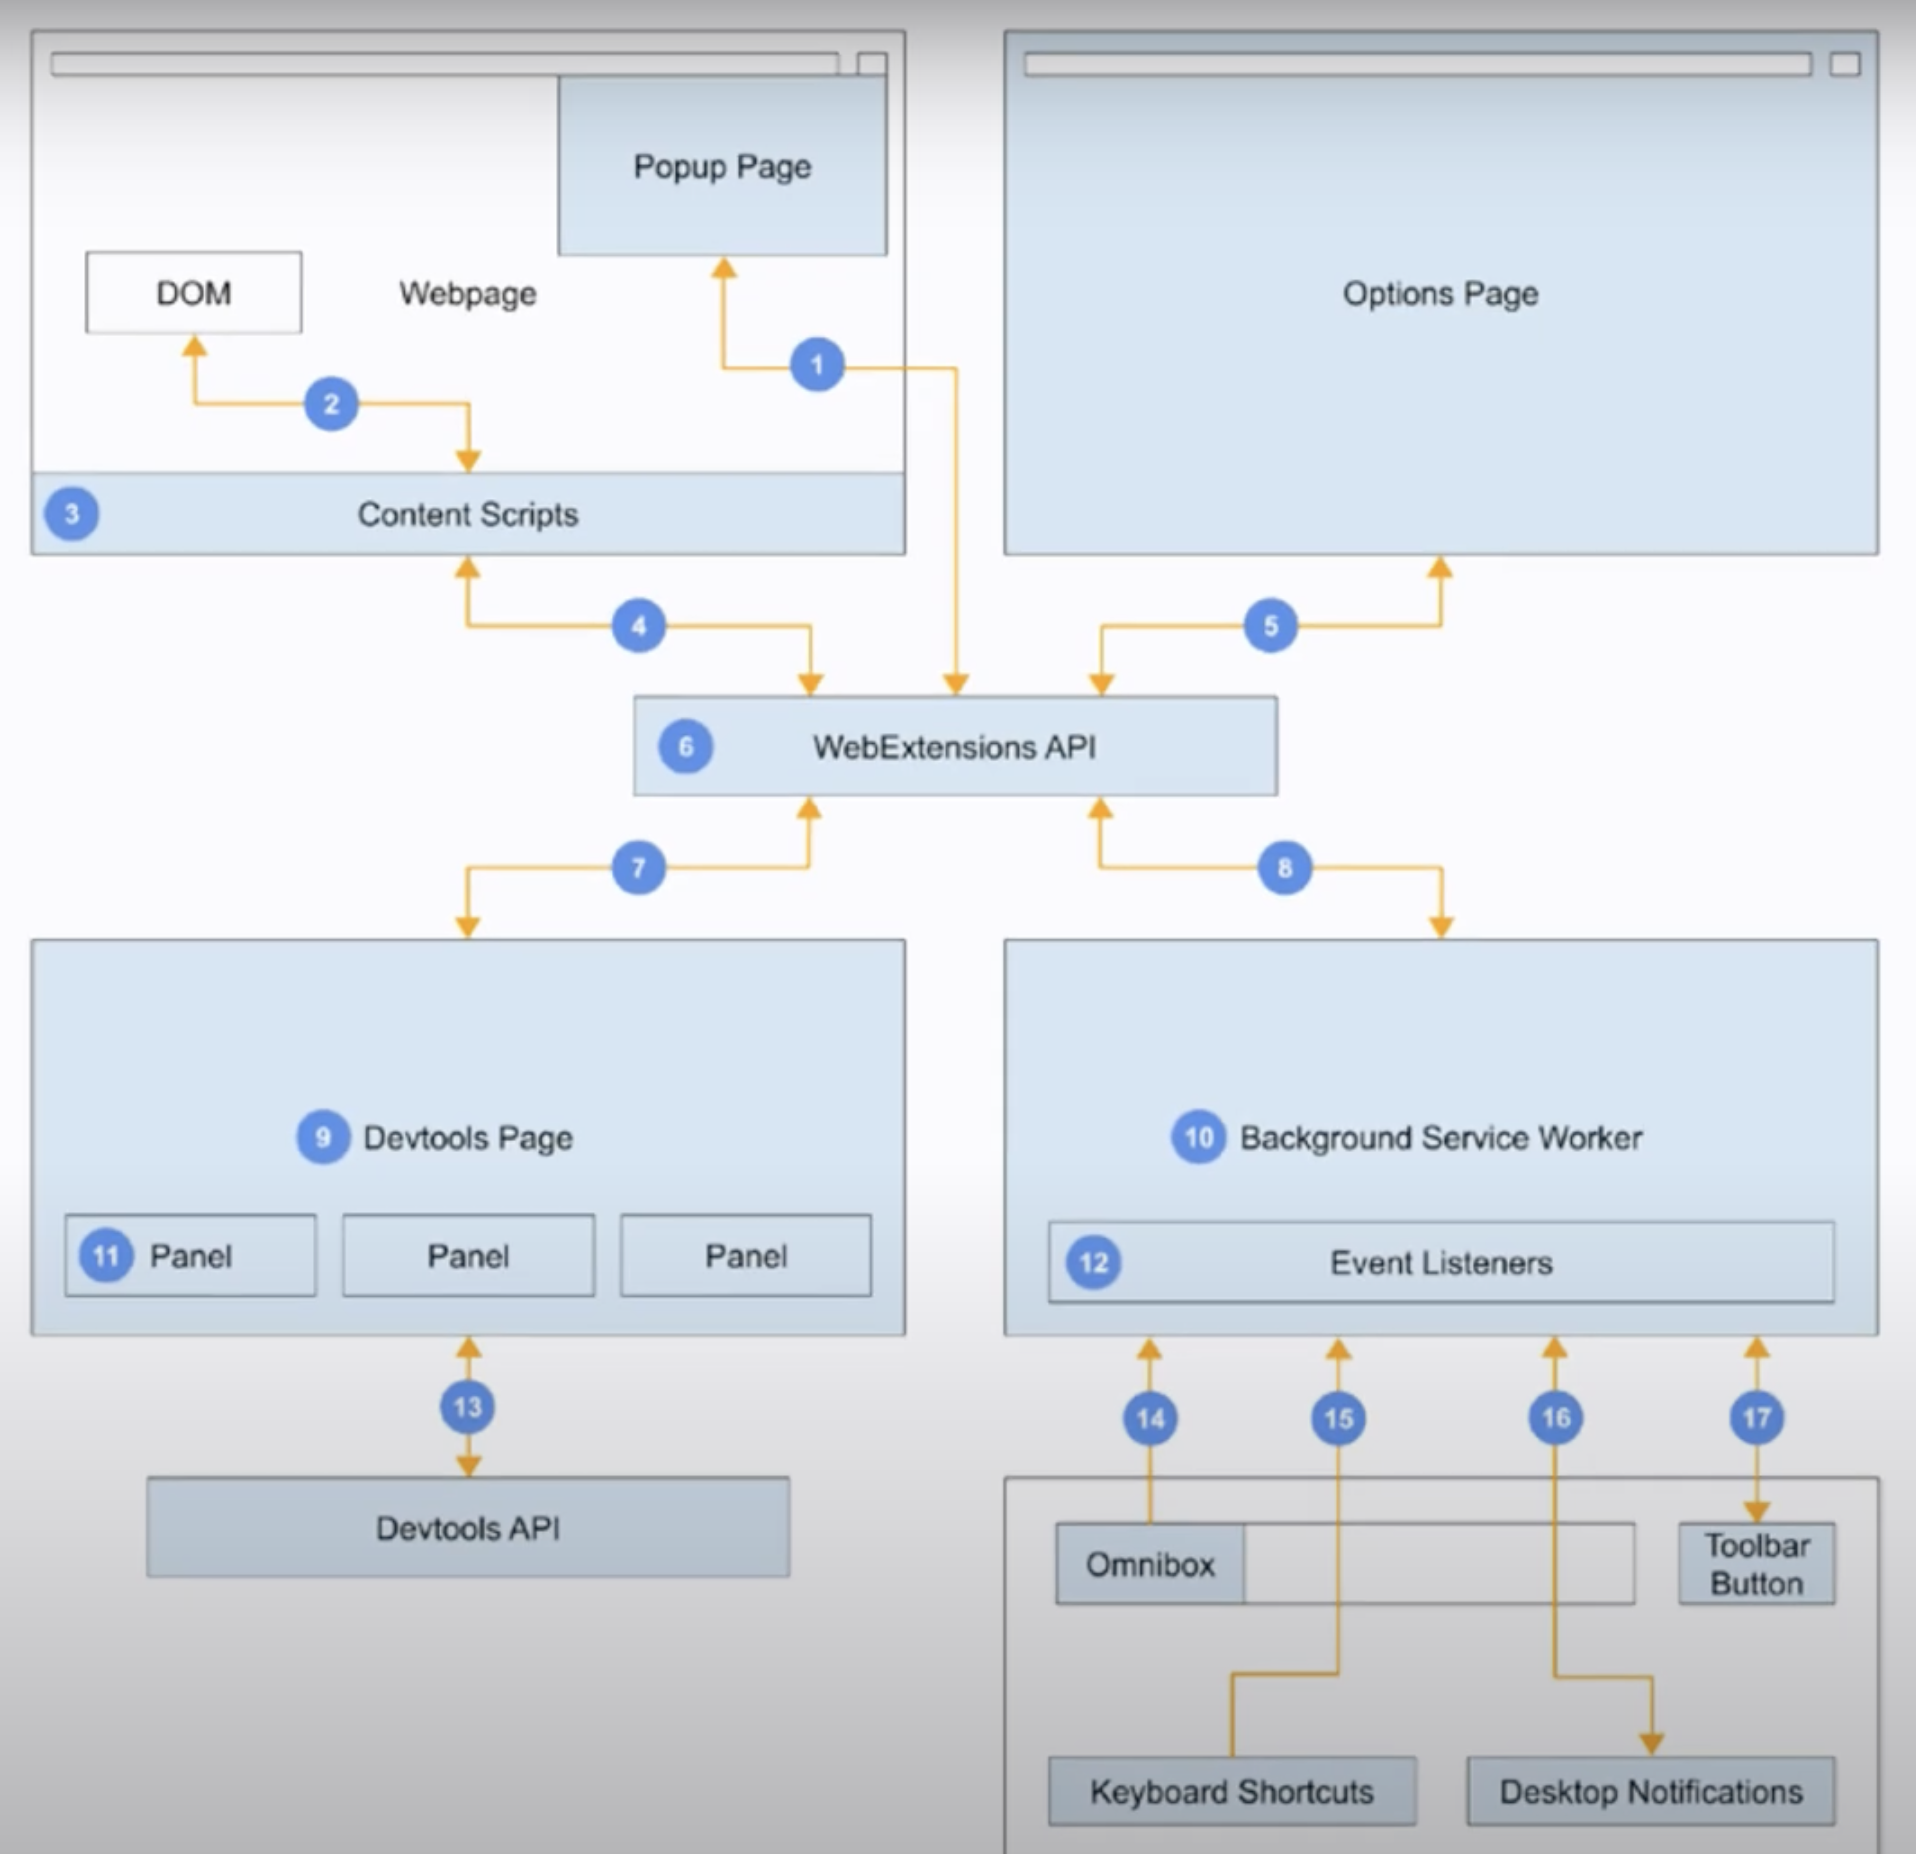 Popup Page
DOM
Webpage
Options Page
1
2
3
Content Scripts
4
5
6
WebExtensions API
7
8
9
Devtools Page
10
Background Service Worker
11
Panel
Panel
Panel
12
Event Listeners
13
14
15
16
17
Devtools API
Omnibox
Toolbar
Button
Keyboard Shortcuts
Desktop Notifications